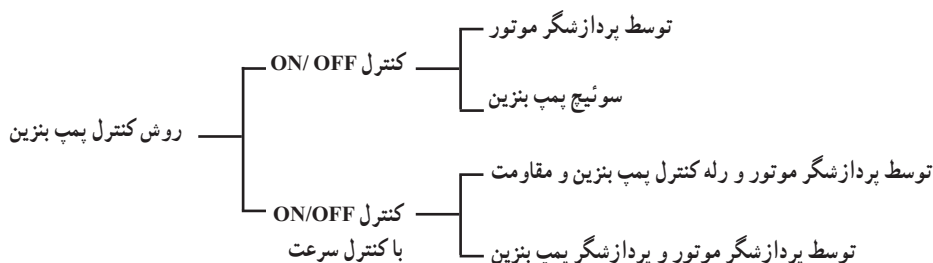 توسط پردازشگر موتور
کنترل ON/ OFF
سوئیچ پمپ بنزین
روش کنترل پمپ بنزین
توسط پردازشگر موتور و رله کنترل پمپ بنزین و مقاومت
کنترل ON/OFF
با کنترل سرعت
توسط پردازشگر موتور و پردازشگر پمپ بنزین